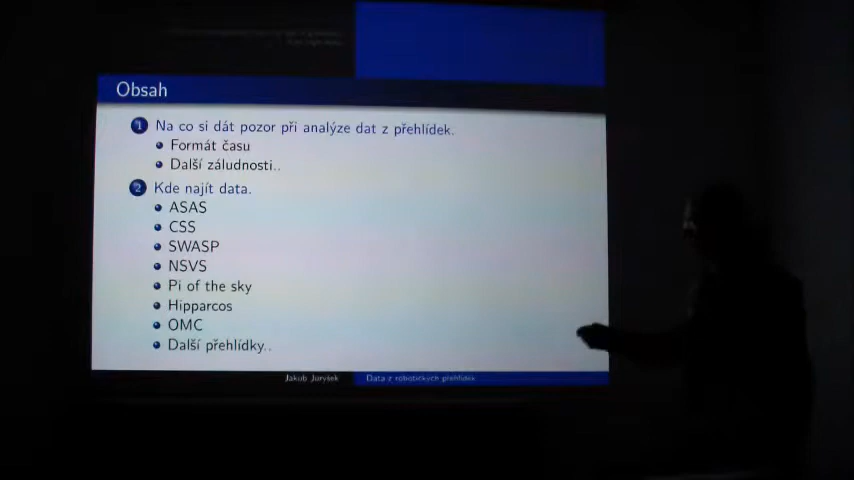 Obsah
1 Na co si dát pozor při analýze dat z přehlídek.
Formát času
Další záludnosti..
2 Kde najít data.
ASAS
CSS
SWASP
NSVS
Pi of the sky
Hipparcos
OMC
Další přehlídky..
Jakub Juryšek
Data z robotických přehlídek